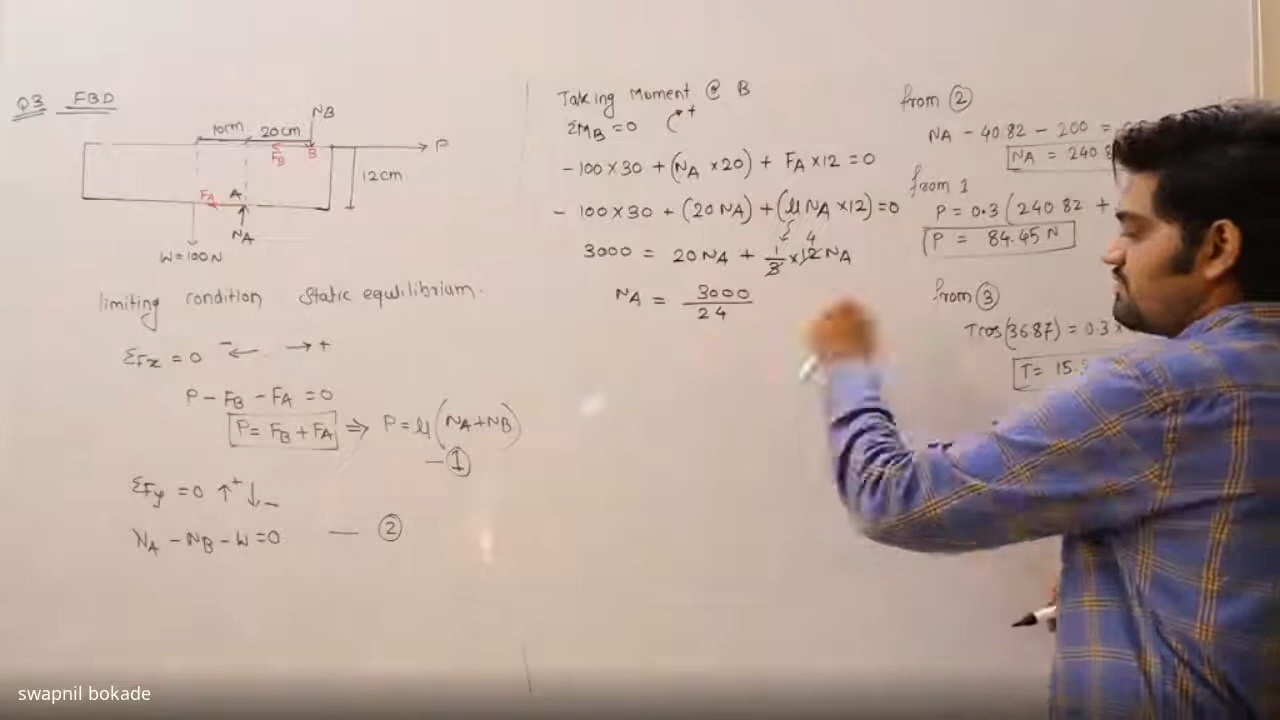 Q3 FBD
10cm 20cm NB
FB B P
12cm
FA A
NA
W=100N
limiting condition Static equilibrium.
ΣFx = 0 - ← → +
P - FB - FA = 0
P = FB + FA ⇒ P = μ(NA+NB)
— ①
ΣFy = 0 ↑+ ↓-
NA - NB - W = 0 — ②
Taking Moment @ B
ΣMB = 0 +
- 100 × 30 + (NA × 20) + FA × 12 = 0
- 100 × 30 + (20 NA) + (μ NA × 12) = 0
3000 = 20 NA + 1/3 × 12 NA
4
NA = 3000/24
from ②
NA - 40.82 - 200 =
NA = 240.8
from 1
P = 0.3 (240.82 +
P = 84.45 N
from ③
Tcos(36.87) = 0.3 ×
T = 15.
swapnil bokade